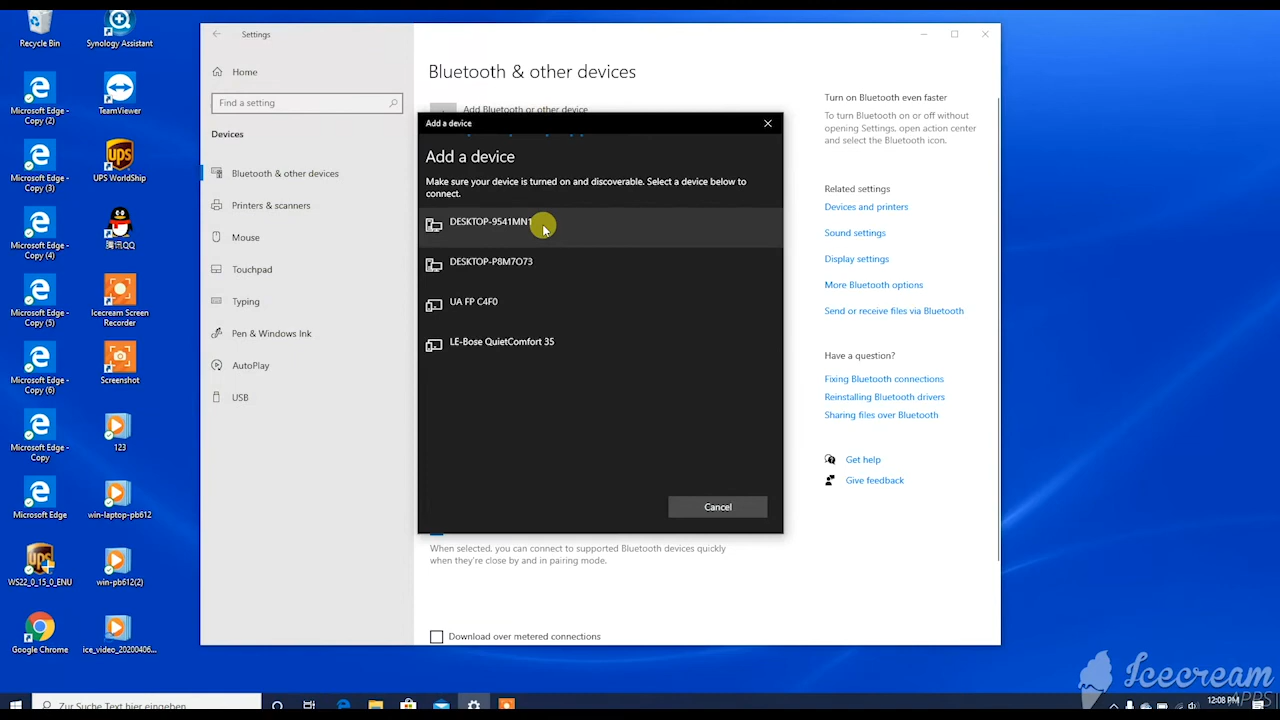 Recycle Bin
Synology Assistant
Microsoft Edge -
Copy (2)
TeamViewer
Microsoft Edge -
Copy (3)
UPS WorldShip
Microsoft Edge -
Copy (4)
腾讯QQ
Microsoft Edge -
Copy (5)
Icecream Screen
Recorder
Microsoft Edge -
Copy (6)
Screenshot
Microsoft Edge -
Copy
123
Microsoft Edge
win-laptop-pb612
WS22_0_15_0_ENU
win-pb612(2)
Google Chrome
ice_video_20200406...
Settings
Home
Find a setting
Devices
Bluetooth & other devices
Printers & scanners
Mouse
Touchpad
Typing
Pen & Windows Ink
AutoPlay
USB
Bluetooth & other devices
Add Bluetooth or other device
Add a device
Add a device
Make sure your device is turned on and discoverable. Select a device below to
connect.
DESKTOP-9541MN1
DESKTOP-P8M7O73
UA FP C4F0
LE-Bose QuietComfort 35
Cancel
When selected, you can connect to supported Bluetooth devices quickly
when they're close by and in pairing mode.
Download over metered connections
Turn on Bluetooth even faster
To turn Bluetooth on or off without
opening Settings, open action center
and select the Bluetooth icon.
Related settings
Devices and printers
Sound settings
Display settings
More Bluetooth options
Send or receive files via Bluetooth
Have a question?
Fixing Bluetooth connections
Reinstalling Bluetooth drivers
Sharing files over Bluetooth
Get help
Give feedback
Zur Suche Text hier eingeben
12:08 PM
Icecream
APPS